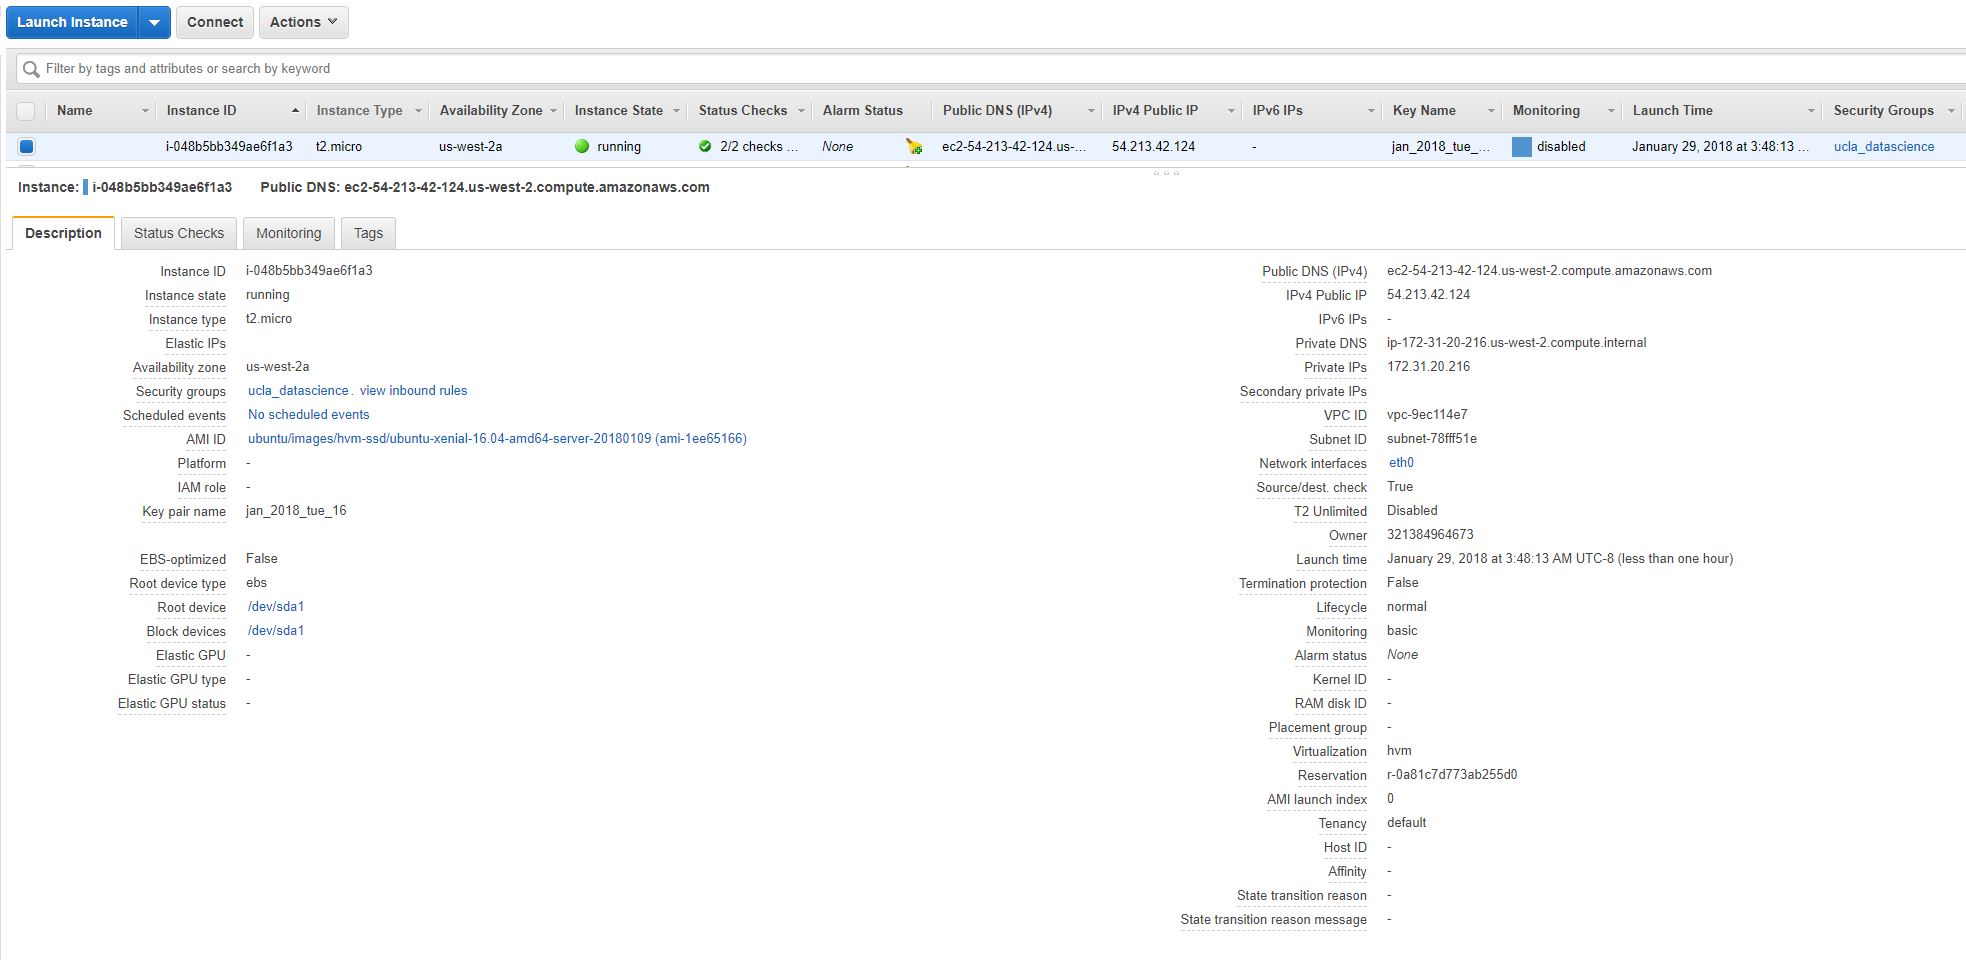 Launch Instance Connect Actions
Filter by tags and attributes or search by keyword
Name Instance ID Instance Type Availability Zone Instance State Status Checks Alarm Status Public DNS (IPv4) IPv4 Public IP IPv6 IPs Key Name Monitoring Launch Time Security Groups
i-048b5bb349ae6f1a3 t2.micro us-west-2a running 2/2 checks ... None ec2-54-213-42-124.us-... 54.213.42.124 - jan_2018_tue_... disabled January 29, 2018 at 3:48:13 ... ucla_datascience
Instance: i-048b5bb349ae6f1a3 Public DNS: ec2-54-213-42-124.us-west-2.compute.amazonaws.com
Description Status Checks Monitoring Tags
Instance ID i-048b5bb349ae6f1a3
Instance state running
Instance type t2.micro
Elastic IPs
Availability zone us-west-2a
Security groups ucla_datascience. view inbound rules
Scheduled events No scheduled events
AMI ID ubuntu/images/hvm-ssd/ubuntu-xenial-16.04-amd64-server-20180109 (ami-1ee65166)
Platform -
IAM role -
Key pair name jan_2018_tue_16
EBS-optimized False
Root device type ebs
Root device /dev/sda1
Block devices /dev/sda1
Elastic GPU -
Elastic GPU type -
Elastic GPU status -
Public DNS (IPv4) ec2-54-213-42-124.us-west-2.compute.amazonaws.com
IPv4 Public IP 54.213.42.124
IPv6 IPs -
Private DNS ip-172-31-20-216.us-west-2.compute.internal
Private IPs 172.31.20.216
Secondary private IPs
VPC ID vpc-9ec114e7
Subnet ID subnet-78fff51e
Network interfaces eth0
Source/dest. check True
T2 Unlimited Disabled
Owner 321384964673
Launch time January 29, 2018 at 3:48:13 AM UTC-8 (less than one hour)
Termination protection False
Lifecycle normal
Monitoring basic
Alarm status None
Kernel ID -
RAM disk ID -
Placement group -
Virtualization hvm
Reservation r-0a81c7d773ab255d0
AMI launch index 0
Tenancy default
Host ID -
Affinity -
State transition reason -
State transition reason message -